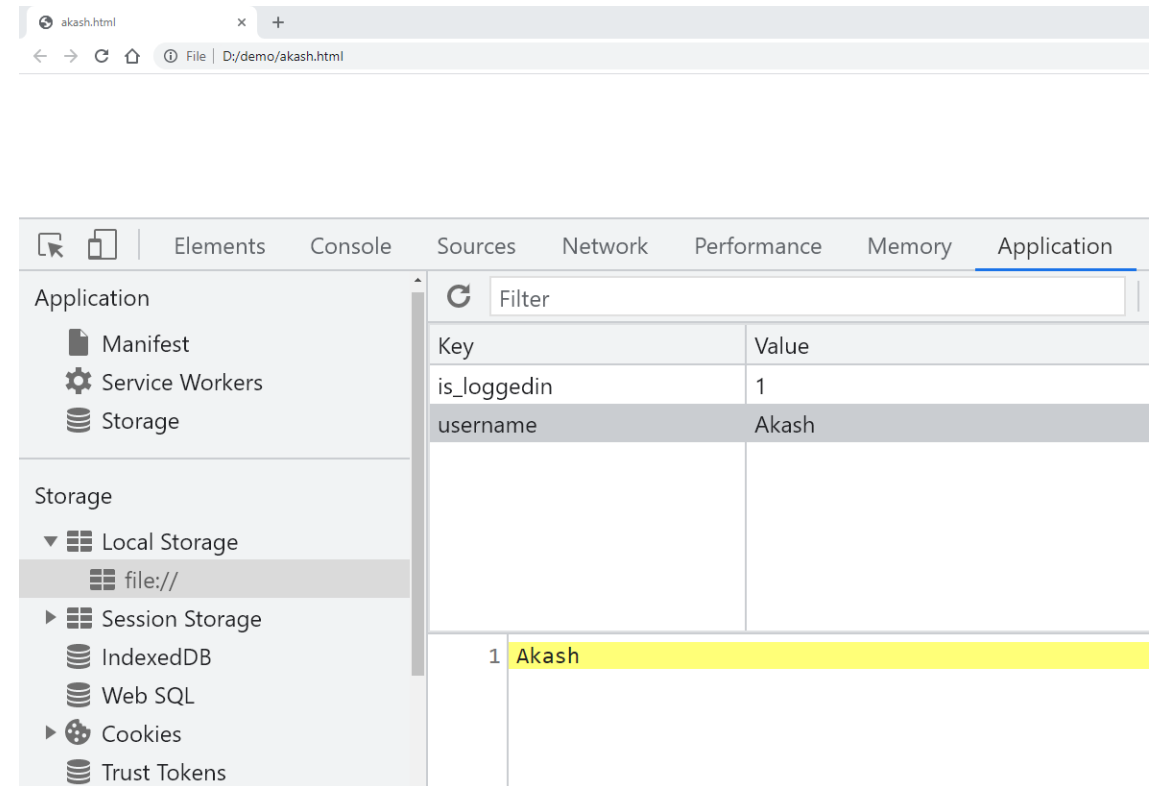 akash.html
File D:/demo/akash.html
Elements Console Sources Network Performance Memory Application
Application
Manifest
Service Workers
Storage
Storage
Local Storage
file://
Session Storage
IndexedDB
Web SQL
Cookies
Trust Tokens
Filter
Key Value
is_loggedin 1
username Akash
1 Akash